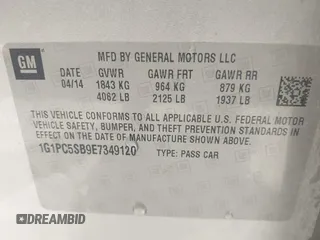 GM
MFD BY GENERAL MOTORS LLC
DATE GVWR GAWR FRT GAWR RR
04/14 1843 KG 964 KG 879 KG
4062 LB 2125 LB 1937 LB
THIS VEHICLE CONFORMS TO ALL APPLICABLE U.S. FEDERAL MOTOR
VEHICLE SAFETY, BUMPER, AND THEFT PREVENTION STANDARDS IN
EFFECT ON THE DATE OF MANUFACTURE SHOWN ABOVE.
1G1PC5SB9E7349120 TYPE: PASS CAR
© DRIVEDAX.COM